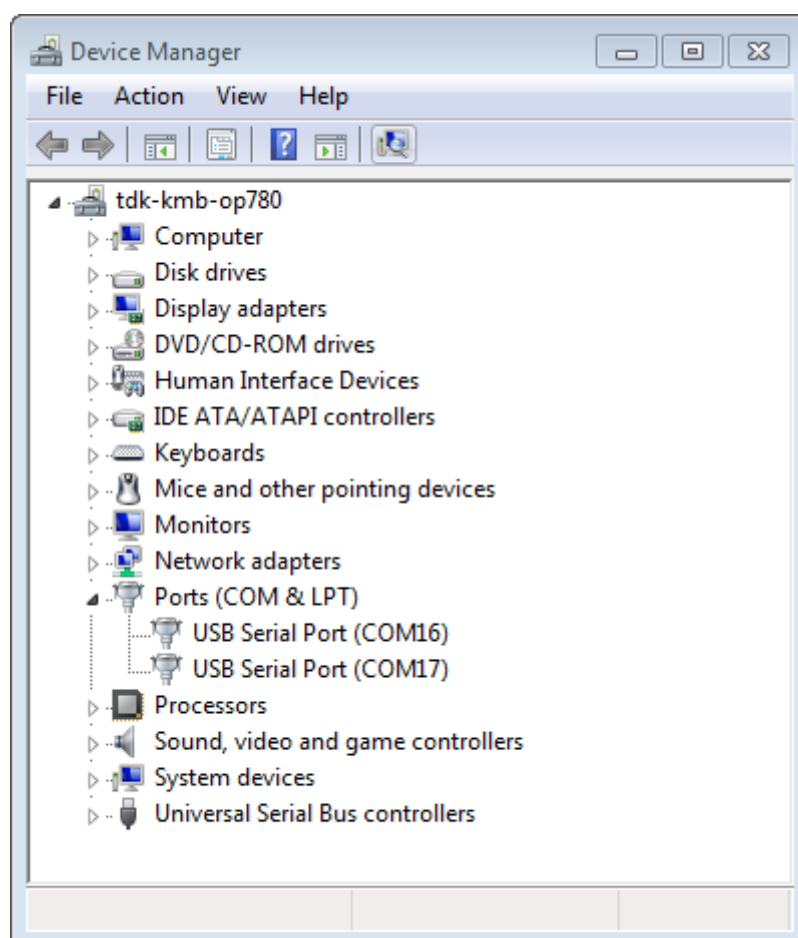 Device Manager
File Action View Help
tdk-kmb-op780
Computer
Disk drives
Display adapters
DVD/CD-ROM drives
Human Interface Devices
IDE ATA/ATAPI controllers
Keyboards
Mice and other pointing devices
Monitors
Network adapters
Ports (COM & LPT)
USB Serial Port (COM16)
USB Serial Port (COM17)
Processors
Sound, video and game controllers
System devices
Universal Serial Bus controllers